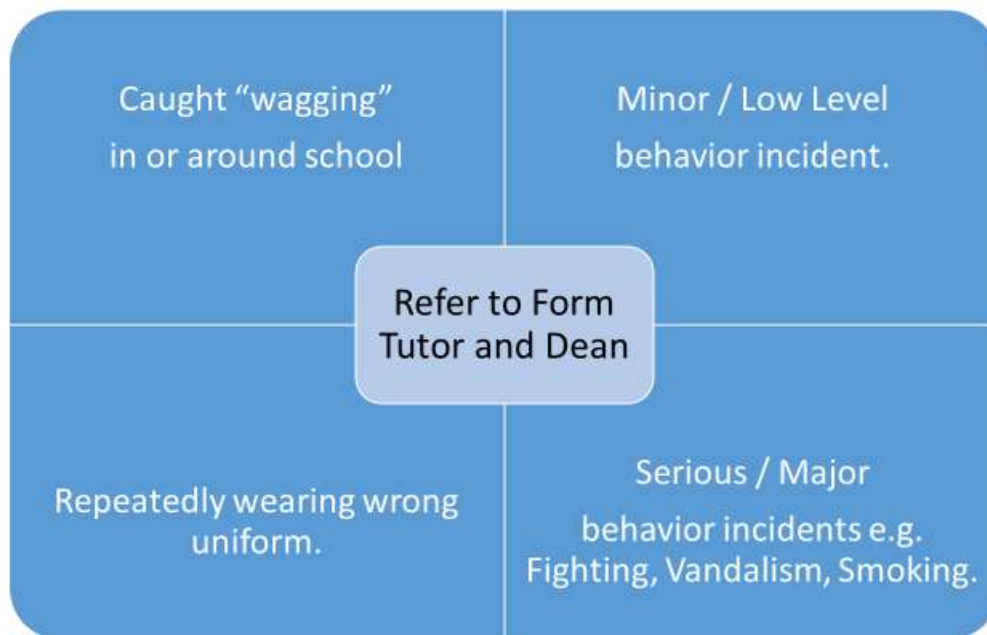 Caught “wagging”
in or around school
Minor / Low Level
behavior incident.
Refer to Form
Tutor and Dean
Repeatedly wearing wrong
uniform.
Serious / Major
behavior incidents e.g.
Fighting, Vandalism, Smoking.